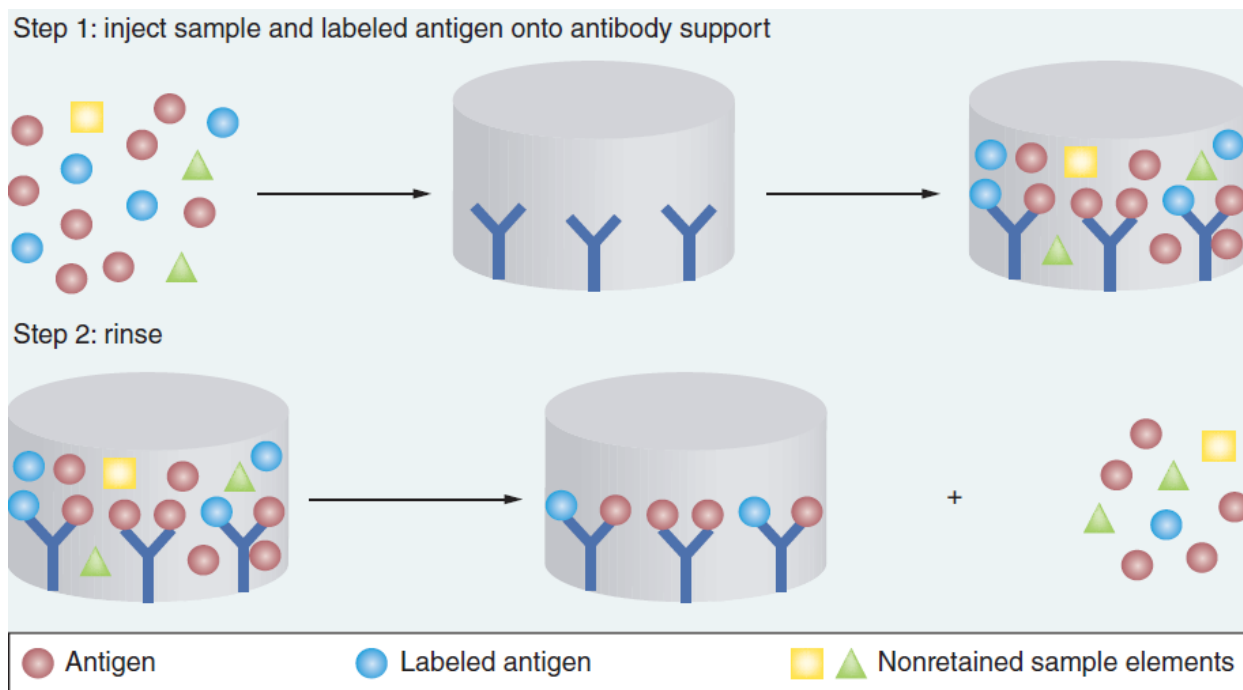 Step 1: inject sample and labeled antigen onto antibody support
Step 2: rinse
+
Antigen
Labeled antigen
Nonretained sample elements